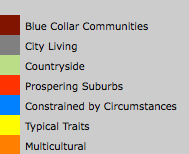 Blue Collar Communities
City Living
Countryside
Prospering Suburbs
Constrained by Circumstances
Typical Traits
Multicultural